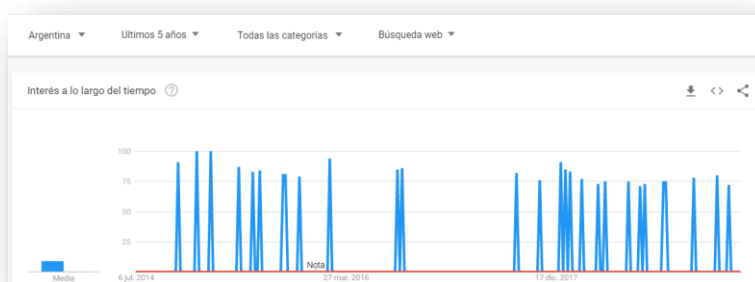 Argentina Ultimos 5 años Todas las categorías Búsqueda web
Interés a lo largo del tiempo
100
75
50
25
Nota
Media 6 jul. 2014 27 mar. 2016 17 dic. 2017